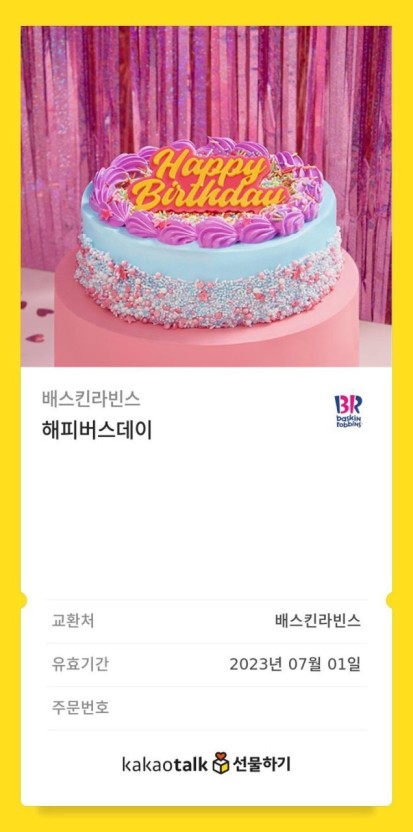 Happy
Birthday
배스킨라빈스
해피버스데이
BR
baskin
robbins
교환처 배스킨라빈스
유효기간 2023년 07월 01일
주문번호
kakaotalk 선물하기